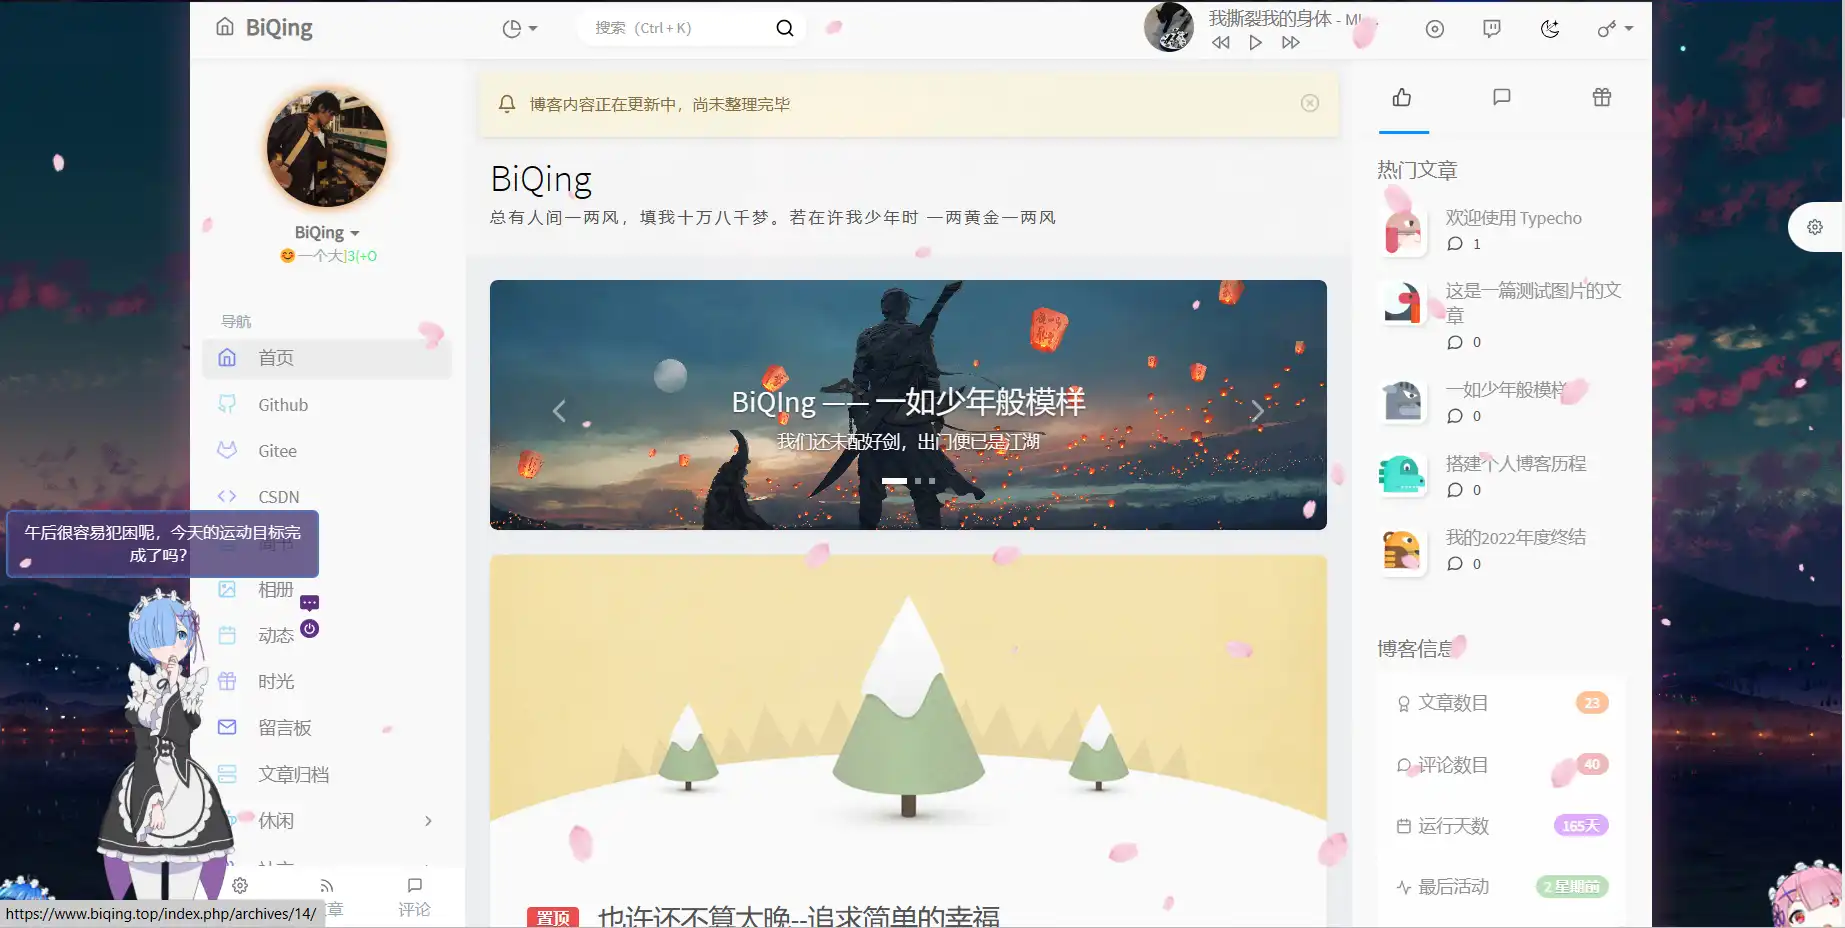 BiQing
搜索（Ctrl + K）
我撕裂我的身体 - M
博客内容正在更新中，尚未整理完毕
BiQing
总有人间一两风，填我十万八千梦。若在许我少年时 一两黄金一两风
BiQing
一个大]3{+O
导航
首页
Github
Gitee
CSDN
午后很容易犯困呢，今天的运动目标完
成了吗？
相册
动态
时光
留言板
文章归档
休闲
评论
https://www.biqing.top/index.php/archives/14/
BiQIng —— 一如少年般模样
我们还未配好剑，出门便已是江湖
置顶
也许还不算太晚--追求简单的幸福
热门文章
欢迎使用 Typecho
1
这是一篇测试图片的文
章
0
一如少年般模样
0
搭建个人博客历程
0
我的2022年度终结
0
博客信息
文章数目 23
评论数目 40
运行天数 165天
最后活动 2 星期前